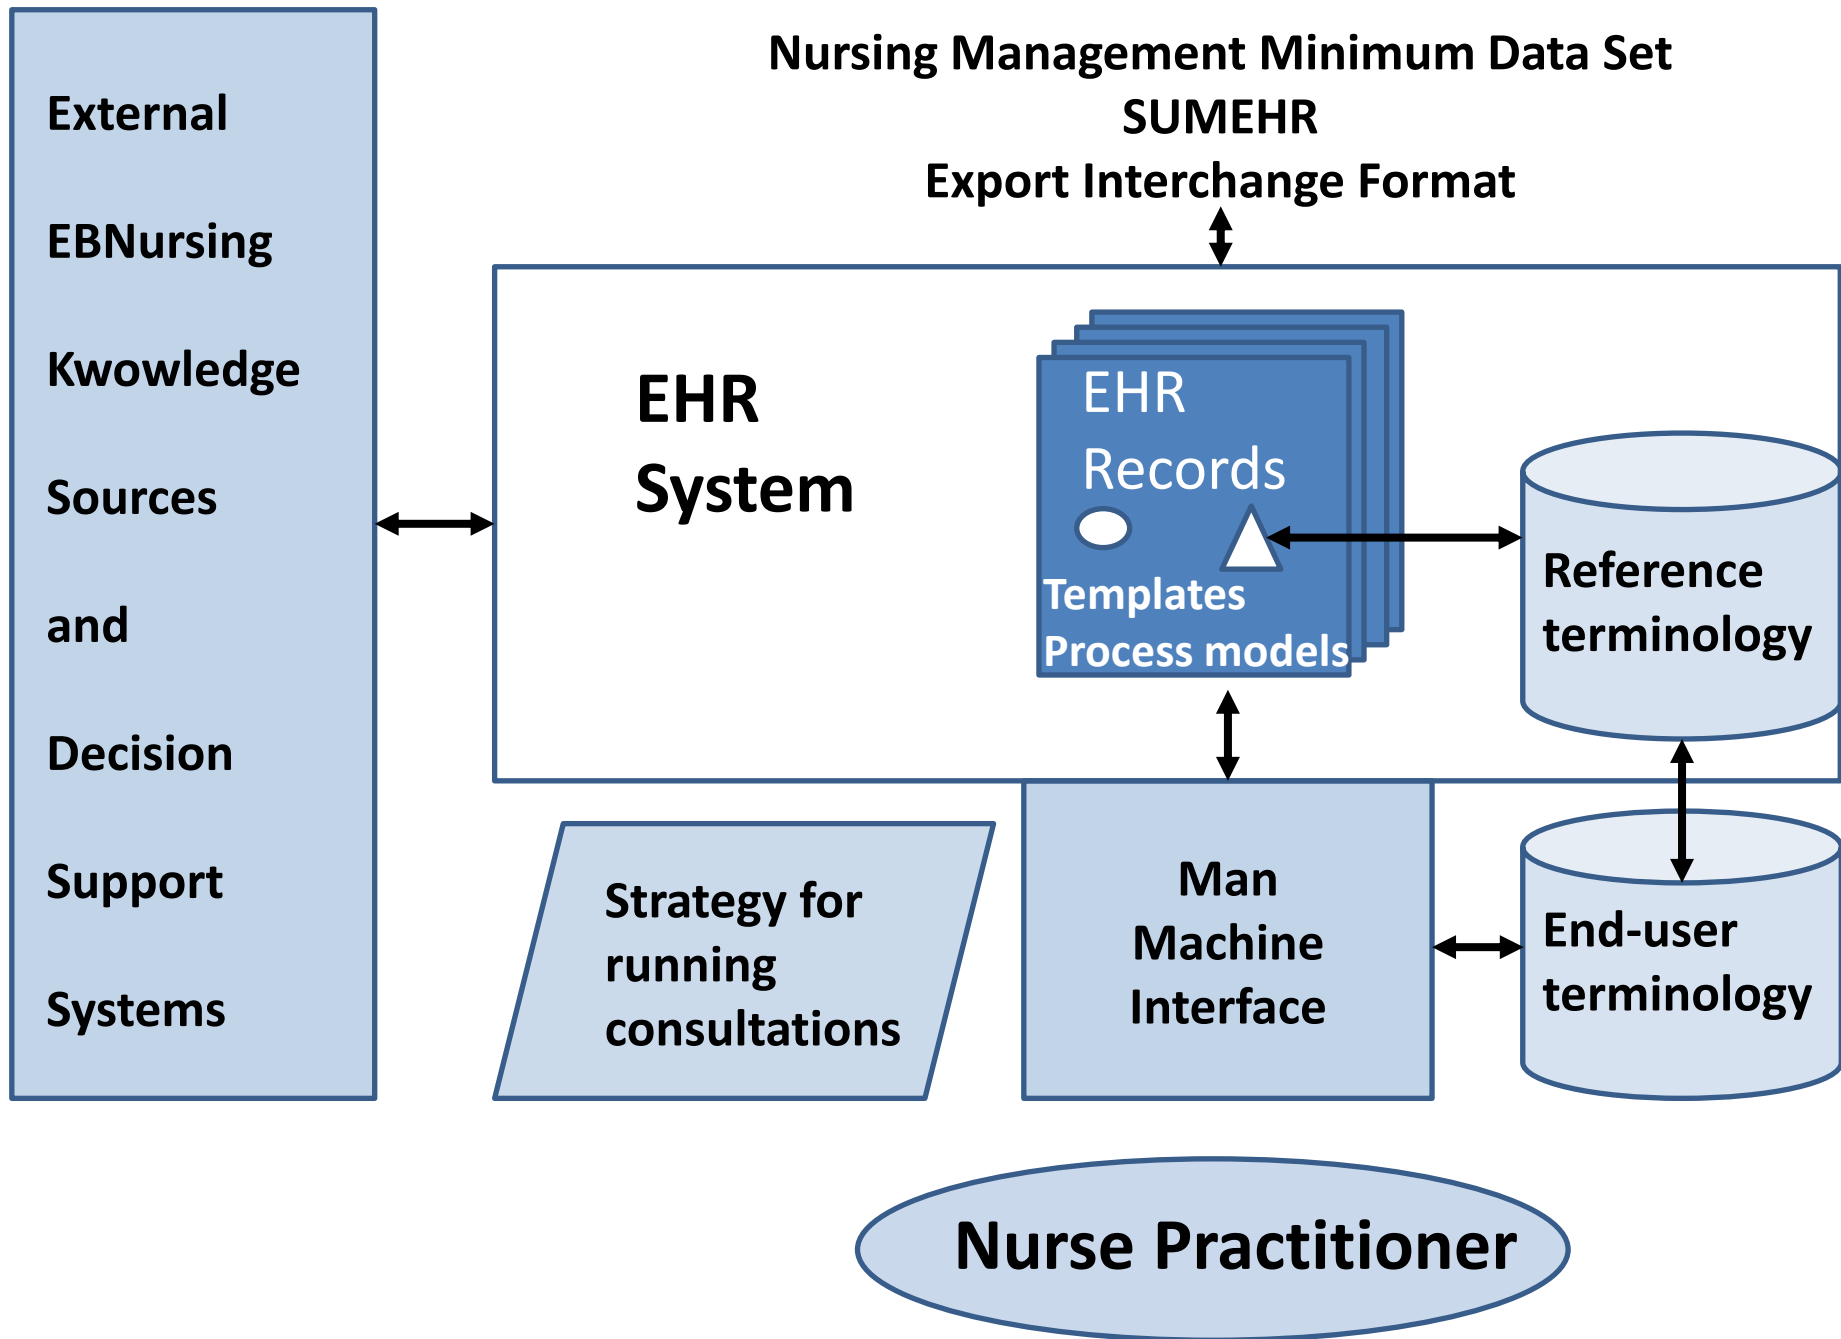 External
EBNursing
Kwowledge
Sources
and
Decision
Support
Systems
Nursing Management Minimum Data Set
SUMEHR
Export Interchange Format
EHR
System
EHR
Records
Templates
Process models
Reference
terminology
Strategy for
running
consultations
Man
Machine
Interface
End-user
terminology
Nurse Practitioner